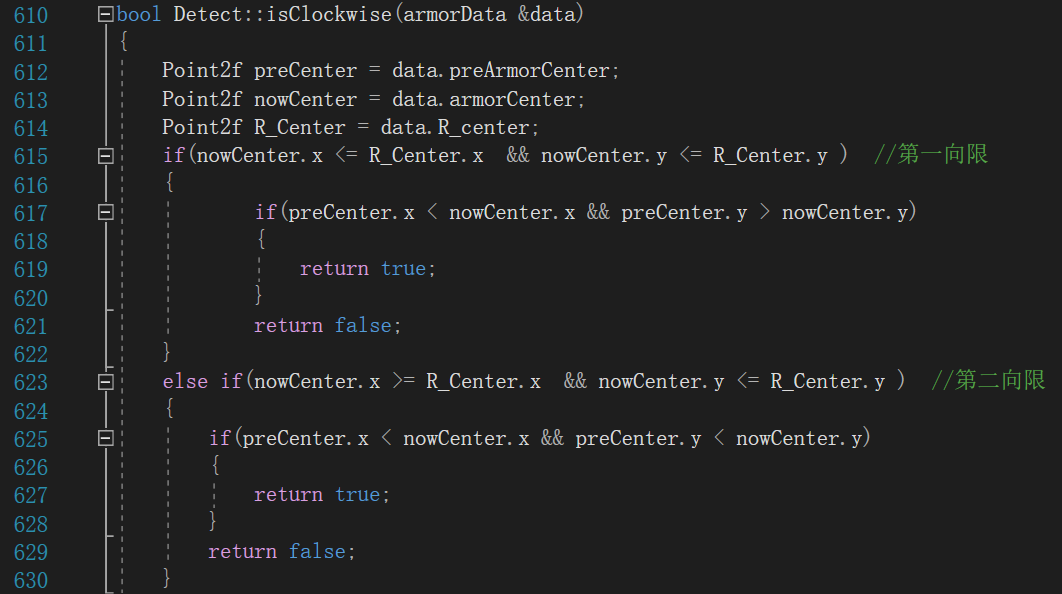 610 bool Detect::isClockwise(armorData &data)
611 {
612 Point2f preCenter = data.preArmorCenter;
613 Point2f nowCenter = data.armorCenter;
614 Point2f R_Center = data.R_center;
615 if(nowCenter.x <= R_Center.x  && nowCenter.y <= R_Center.y )  //第一向限
616 {
617 if(preCenter.x < nowCenter.x && preCenter.y > nowCenter.y)
618 {
619 return true;
620 }
621 return false;
622 }
623 else if(nowCenter.x >= R_Center.x  && nowCenter.y <= R_Center.y )  //第二向限
624 {
625 if(preCenter.x < nowCenter.x && preCenter.y < nowCenter.y)
626 {
627 return true;
628 }
629 return false;
630 }